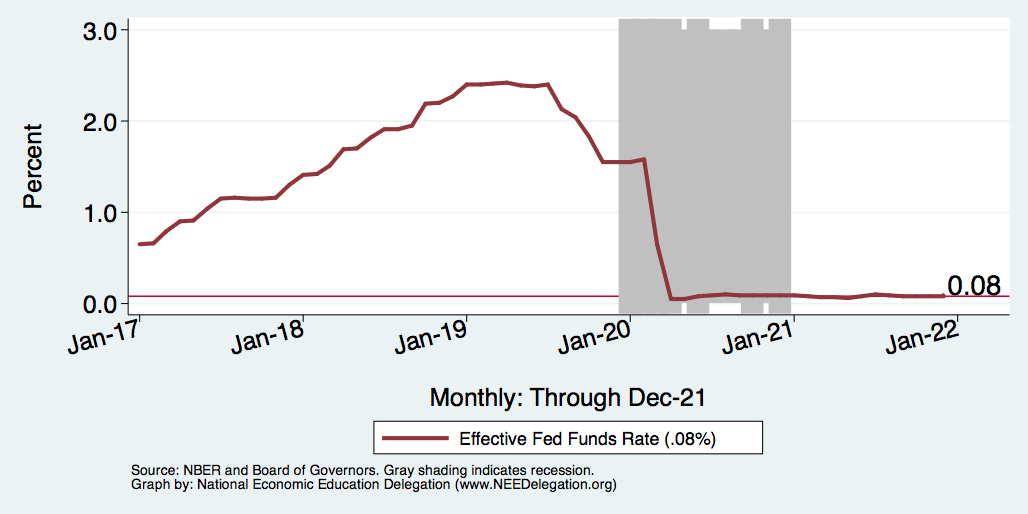 3.0
2.0
1.0
0.0
Percent
0.08
Jan-17 Jan-18 Jan-19 Jan-20 Jan-21 Jan-22
Monthly: Through Dec-21
Effective Fed Funds Rate (.08%)
Source: NBER and Board of Governors. Gray shading indicates recession.
Graph by: National Economic Education Delegation (www.NEEDelegation.org)